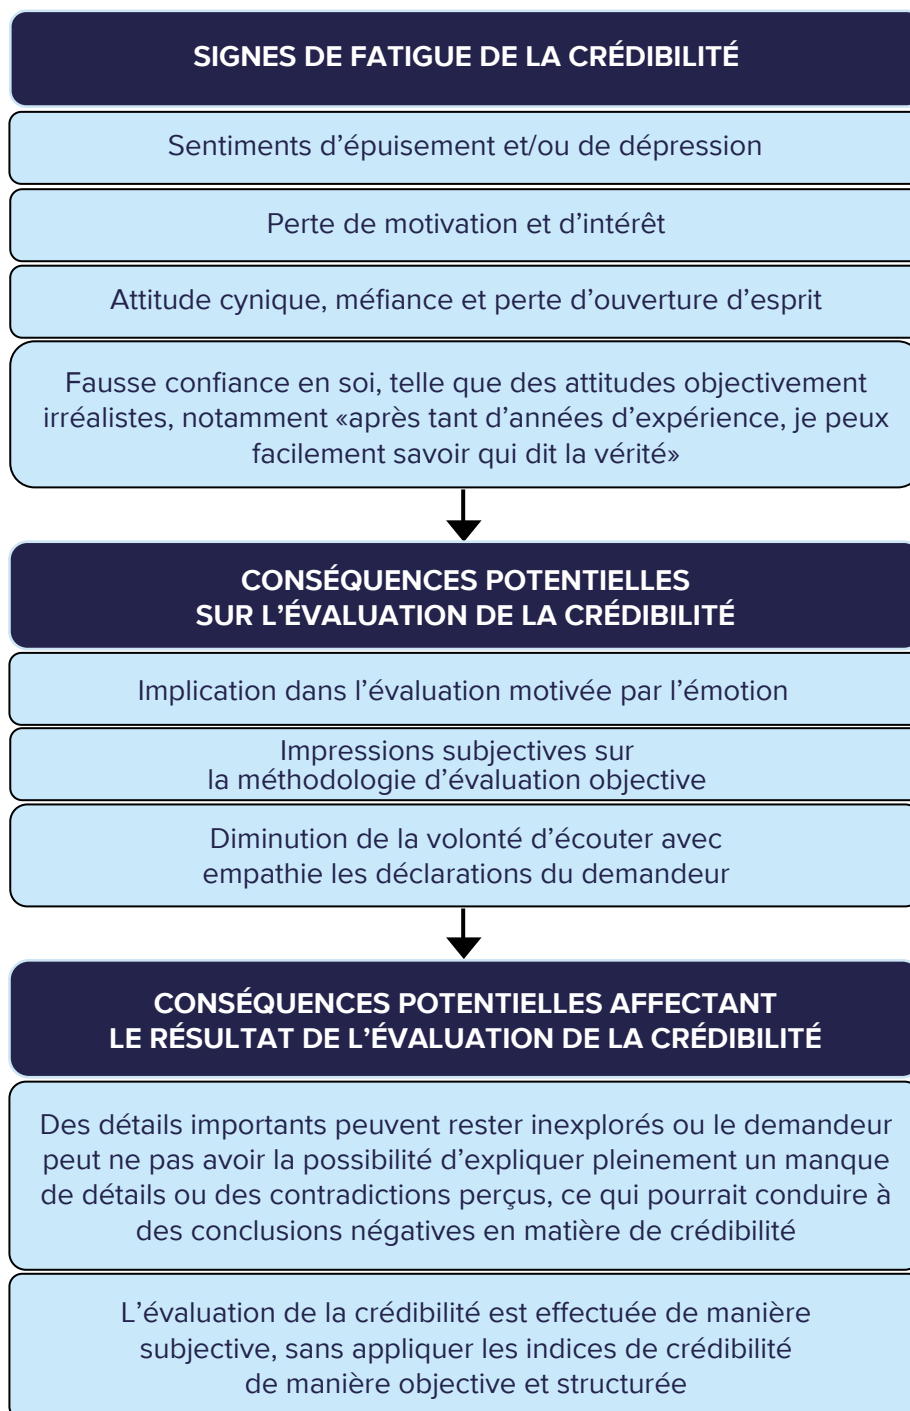 SIGNES DE FATIGUE DE LA CRÉDIBILITÉ
Sentiments d’épuisement et/ou de dépression
Perte de motivation et d’intérêt
Attitude cynique, méfiance et perte d’ouverture d’esprit
Fausse confiance en soi, telle que des attitudes objectivement
irréalistes, notamment «après tant d’années d’expérience, je peux
facilement savoir qui dit la vérité»
CONSÉQUENCES POTENTIELLES
SUR L’ÉVALUATION DE LA CRÉDIBILITÉ
Implication dans l’évaluation motivée par l’émotion
Impressions subjectives sur
la méthodologie d’évaluation objective
Diminution de la volonté d’écouter avec
empathie les déclarations du demandeur
CONSÉQUENCES POTENTIELLES AFFECTANT
LE RÉSULTAT DE L’ÉVALUATION DE LA CRÉDIBILITÉ
Des détails importants peuvent rester inexplorés ou le demandeur
peut ne pas avoir la possibilité d’expliquer pleinement un manque
de détails ou des contradictions perçus, ce qui pourrait conduire à
des conclusions négatives en matière de crédibilité
L’évaluation de la crédibilité est effectuée de manière
subjective, sans appliquer les indices de crédibilité
de manière objective et structurée